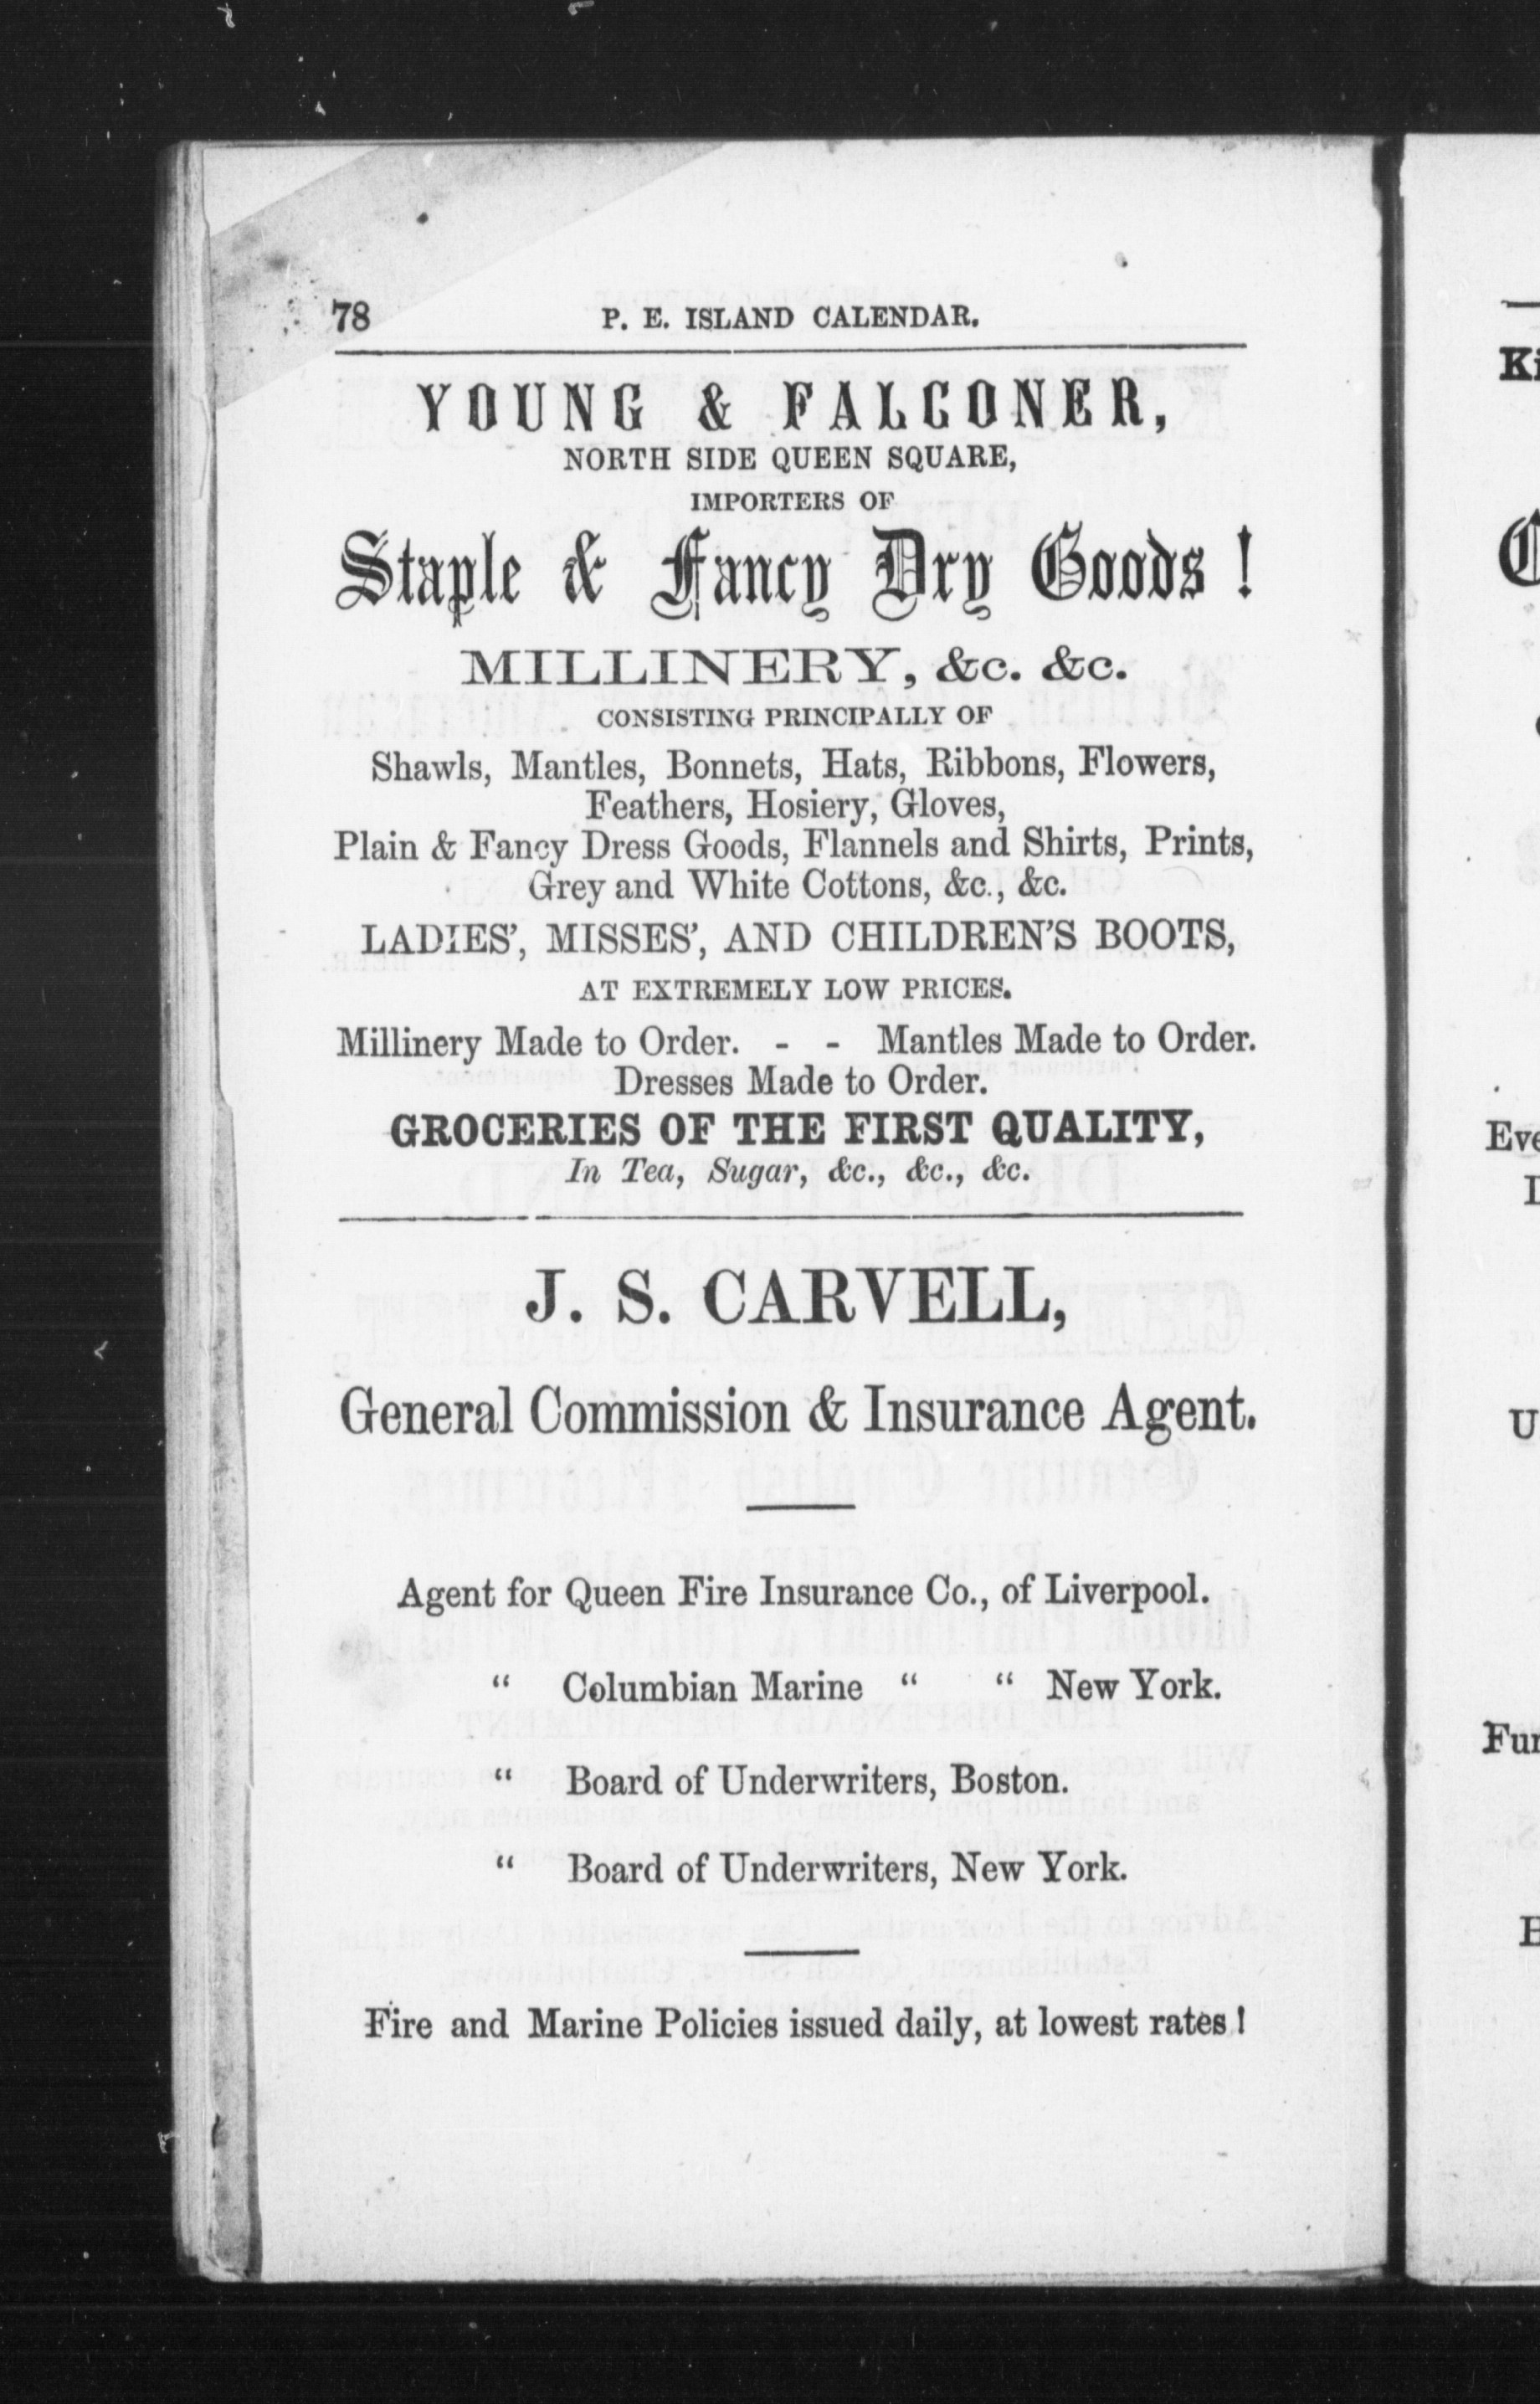 78 P. E. ISLAND CALENDAR.
YOUNG & FALCONER,
NORTH SIDE QUEEN SQUARE,
IMPORTERS OF
Staple & Fancy Dry Goods !
MILLINERY, &c. &c.
CONSISTING PRINCIPALLY OF
Shawls, Mantles, Bonnets, Hats, Ribbons, Flowers,
Feathers, Hosiery, Gloves,
Plain & Fancy Dress Goods, Flannels and Shirts, Prints,
Grey and White Cottons, &c., &c.
LADIES’, MISSES’, AND CHILDREN’S BOOTS,
AT EXTREMELY LOW PRICES.
Millinery Made to Order. - - Mantles Made to Order.
Dresses Made to Order.
GROCERIES OF THE FIRST QUALITY,
In Tea, Sugar, &c., &c., &c.
J. S. CARVELL,
General Commission & Insurance Agent.
Agent for Queen Fire Insurance Co., of Liverpool.
“ Columbian Marine “ “ New York.
“ Board of Underwriters, Boston.
“ Board of Underwriters, New York.
Fire and Marine Policies issued daily, at lowest rates !